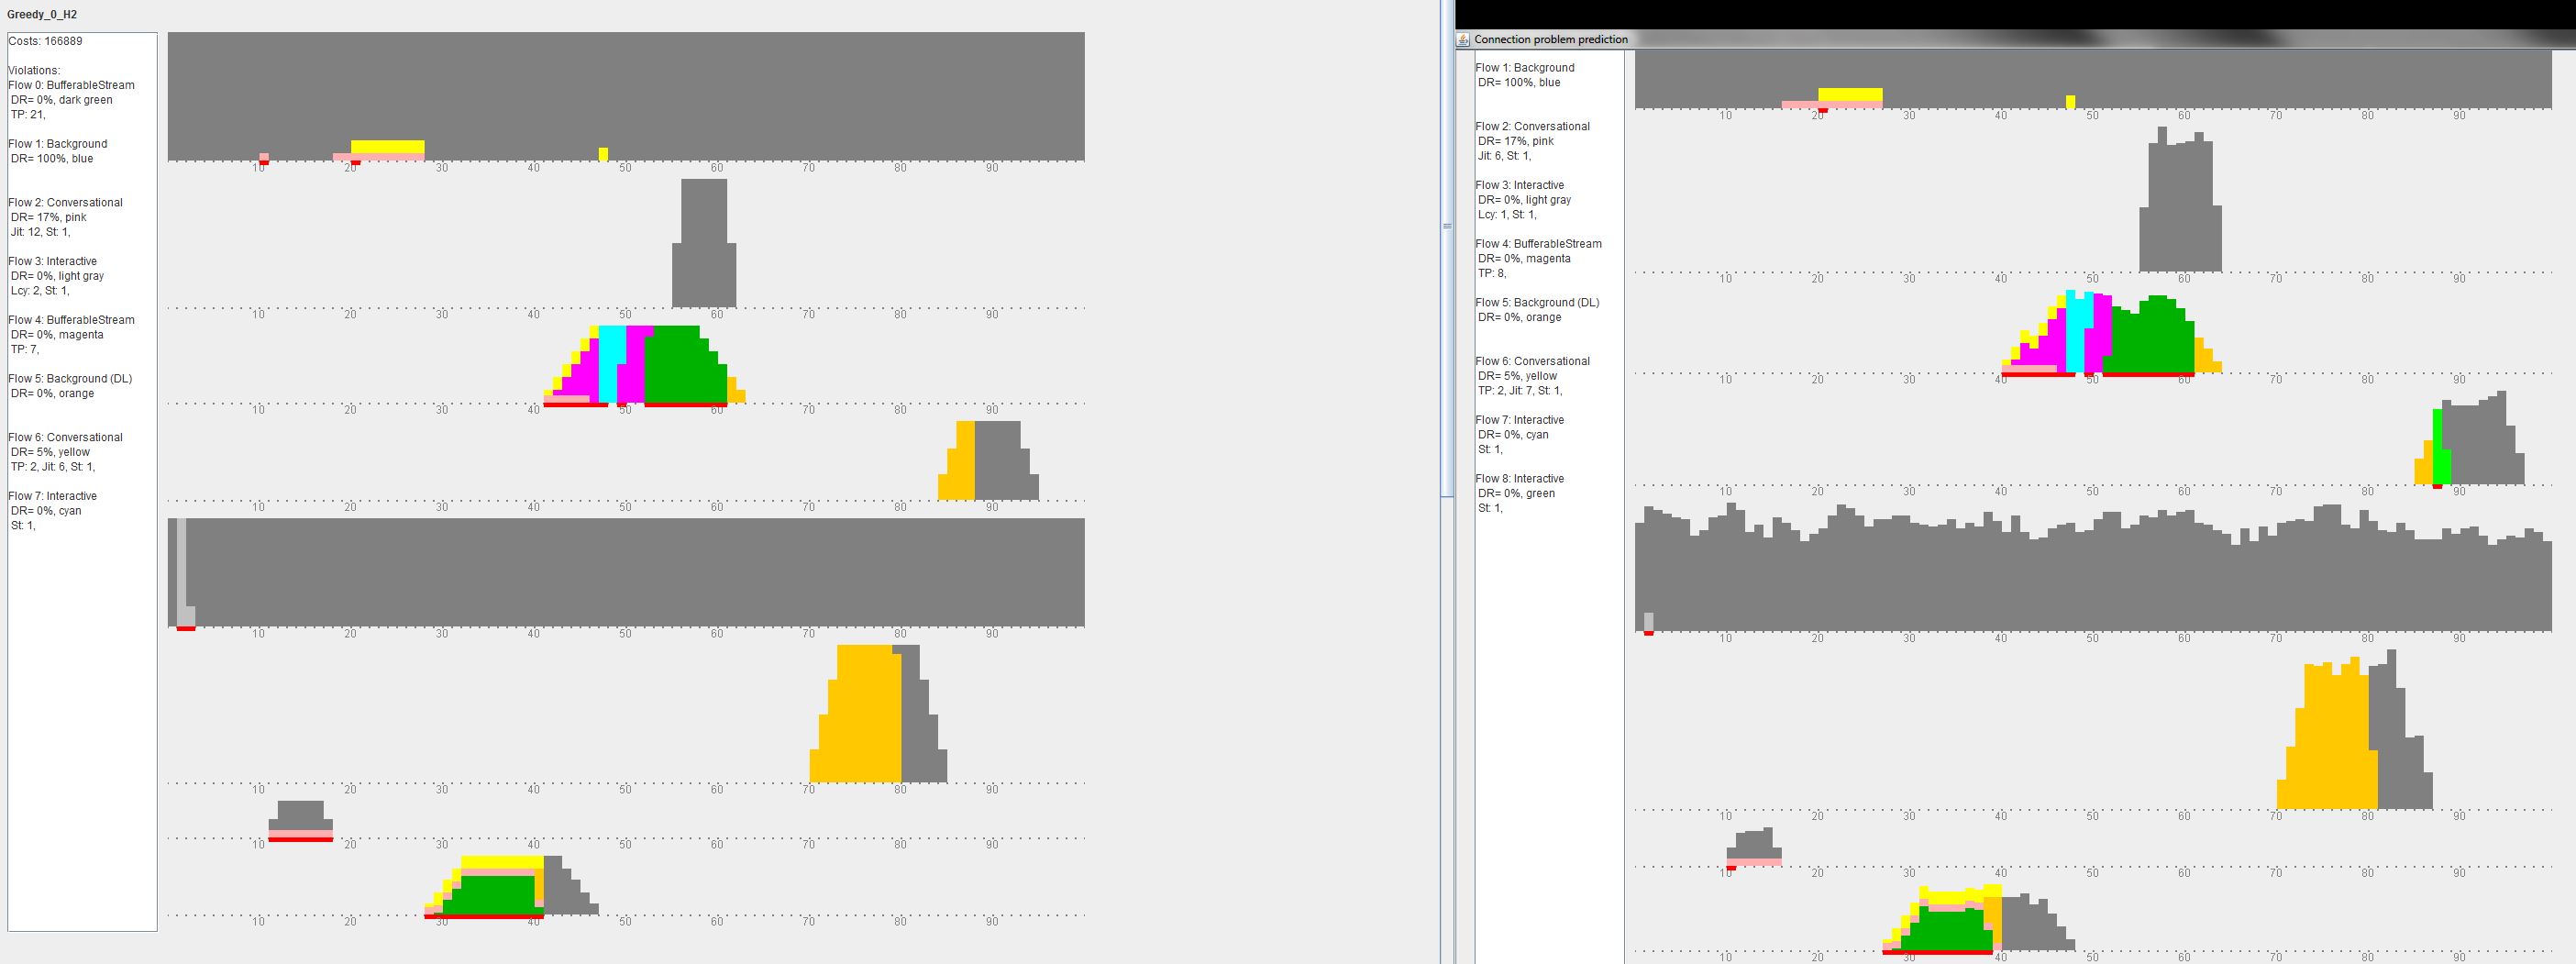 Greedy_0_H2
Costs: 166889
Violations:
Flow 0: BufferableStream
DR= 0%, dark green
TP: 21,
Flow 1: Background
DR= 100%, blue
Flow 2: Conversational
DR= 17%, pink
Jit: 12, St: 1,
Flow 3: Interactive
DR= 0%, light gray
Lcy: 2, St: 1,
Flow 4: BufferableStream
DR= 0%, magenta
TP: 7,
Flow 5: Background (DL)
DR= 0%, orange
Flow 6: Conversational
DR= 5%, yellow
TP: 2, Jit: 6, St: 1,
Flow 7: Interactive
DR= 0%, cyan
St: 1,
10 20 30 40 50 60 70 80 90
10 20 30 40 50 60 70 80 90
10 20 30 40 50 60 70 80 90
10 20 30 40 50 60 70 80 90
10 20 30 40 50 60 70 80 90
10 20 30 40 50 60 70 80 90
10 20 30 40 50 60 70 80 90
10 20 30 40 50 60 70 80 90
Connection problem prediction
Flow 1: Background
DR= 100%, blue
Flow 2: Conversational
DR= 17%, pink
Jit: 6, St: 1,
Flow 3: Interactive
DR= 0%, light gray
Lcy: 1, St: 1,
Flow 4: BufferableStream
DR= 0%, magenta
TP: 8,
Flow 5: Background (DL)
DR= 0%, orange
Flow 6: Conversational
DR= 5%, yellow
TP: 2, Jit: 7, St: 1,
Flow 7: Interactive
DR= 0%, cyan
St: 1,
Flow 8: Interactive
DR= 0%, green
St: 1,
10 20 30 40 50 60 70 80 90
10 20 30 40 50 60 70 80 90
10 20 30 40 50 60 70 80 90
10 20 30 40 50 60 70 80 90
10 20 30 40 50 60 70 80 90
10 20 30 40 50 60 70 80 90
10 20 30 40 50 60 70 80 90
10 20 30 40 50 60 70 80 90